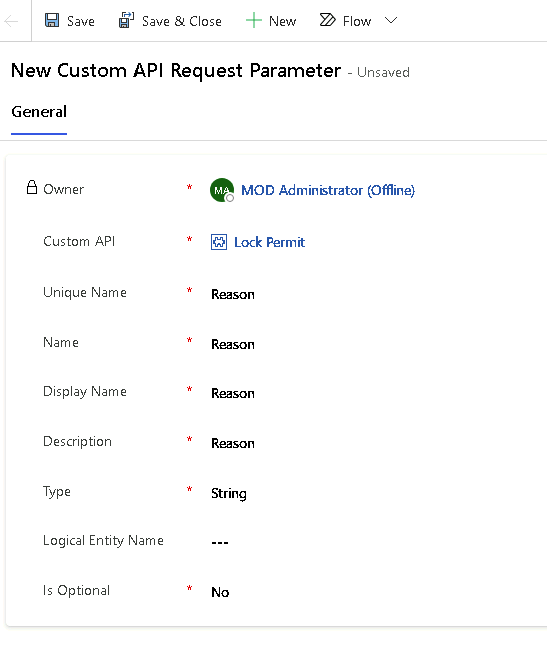 Save Save & Close New Flow
New Custom API Request Parameter - Unsaved
General
Owner * MA MOD Administrator (Offline)
Custom API * Lock Permit
Unique Name * Reason
Name * Reason
Display Name * Reason
Description * Reason
Type * String
Logical Entity Name ---
Is Optional * No